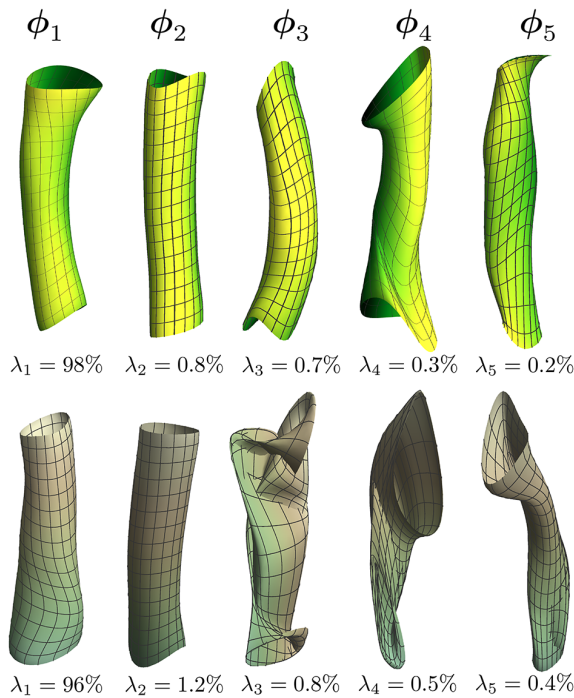 ϕ₁ ϕ₂ ϕ₃ ϕ₄ ϕ₅
λ₁ = 98% λ₂ = 0.8% λ₃ = 0.7% λ₄ = 0.3% λ₅ = 0.2%
λ₁ = 96% λ₂ = 1.2% λ₃ = 0.8% λ₄ = 0.5% λ₅ = 0.4%